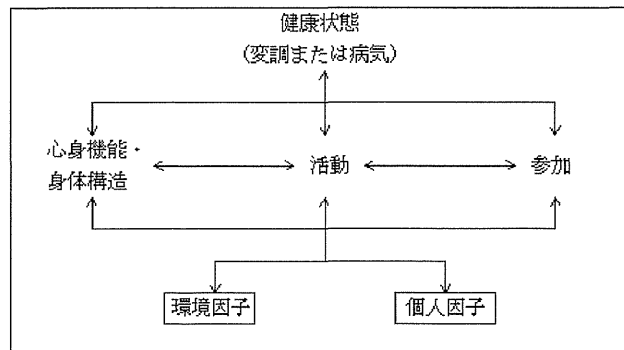 健康状態
(変調または病気)
心身機能・
身体構造
活動
参加
環境因子
個人因子